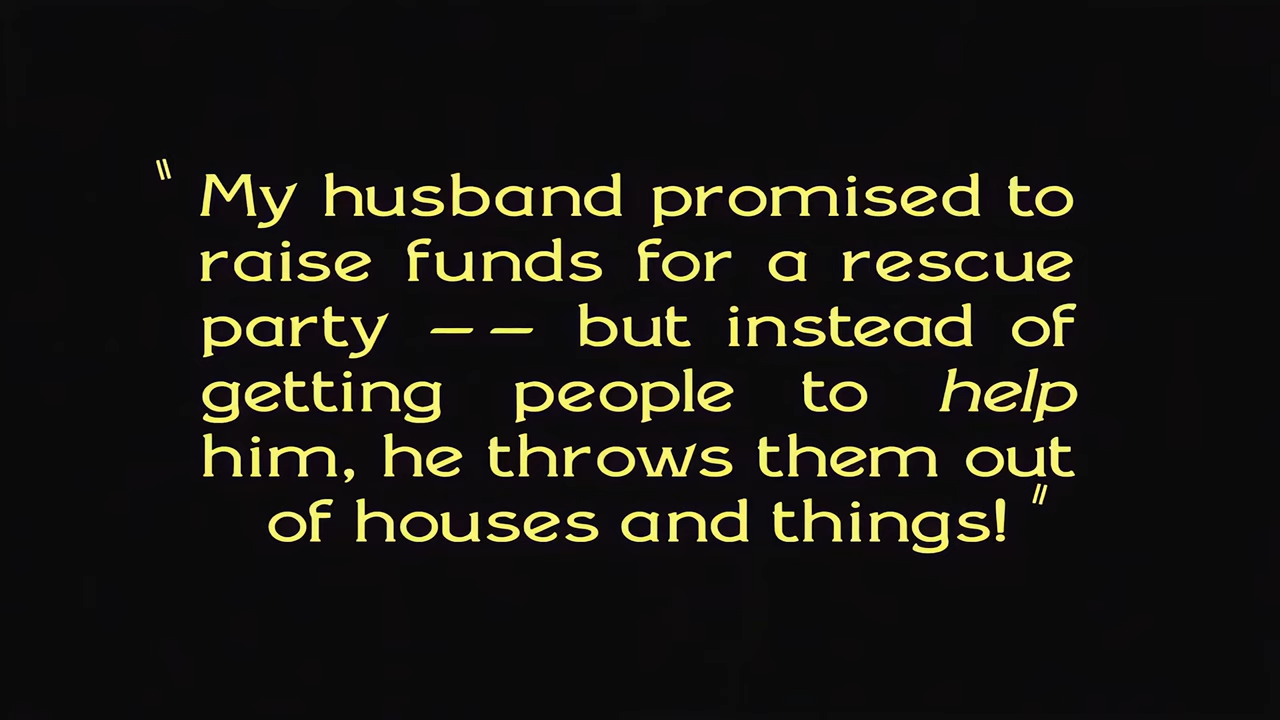 " My husband promised to
raise funds for a rescue
party -- but instead of
getting people to help
him, he throws them out
of houses and things! "